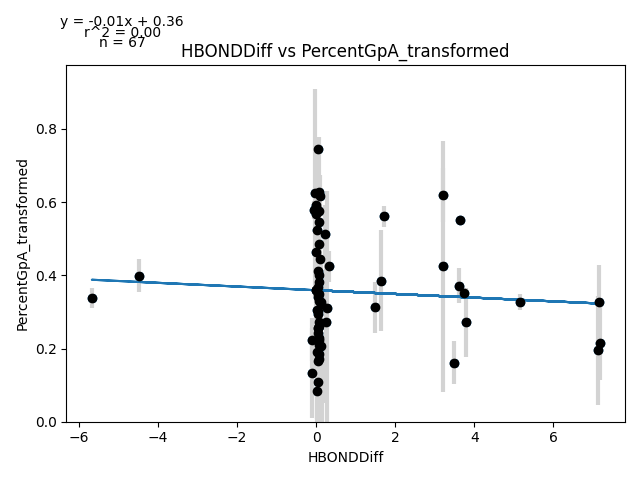 y = -0.01x + 0.36
r^2 = 0.00
n = 67
HBONDDiff vs PercentGpA_transformed
PercentGpA_transformed
0.8
0.6
0.4
0.2
0.0
−6
−4
−2
0
2
4
6
HBONDDiff